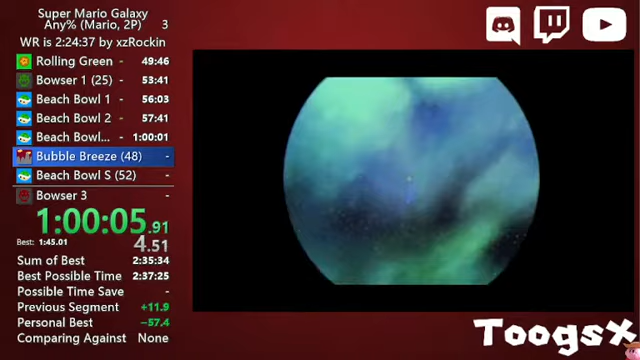 Super Mario Galaxy
Any% (Mario, 2P) 3
WR is 2:24:37 by xzRockin
Rolling Green - 49:46
Bowser 1 (25) - 53:41
Beach Bowl 1 - 56:03
Beach Bowl 2 - 57:41
Beach Bowl... - 1:00:01
Bubble Breeze (48) -
Beach Bowl S (52) -
Bowser 3 -
1:00:05.91
Best: 1:45.01 4.51
Sum of Best 2:35:34
Best Possible Time 2:37:25
Possible Time Save -
Previous Segment +11.9
Personal Best -57.4
Comparing Against None
ToogsX